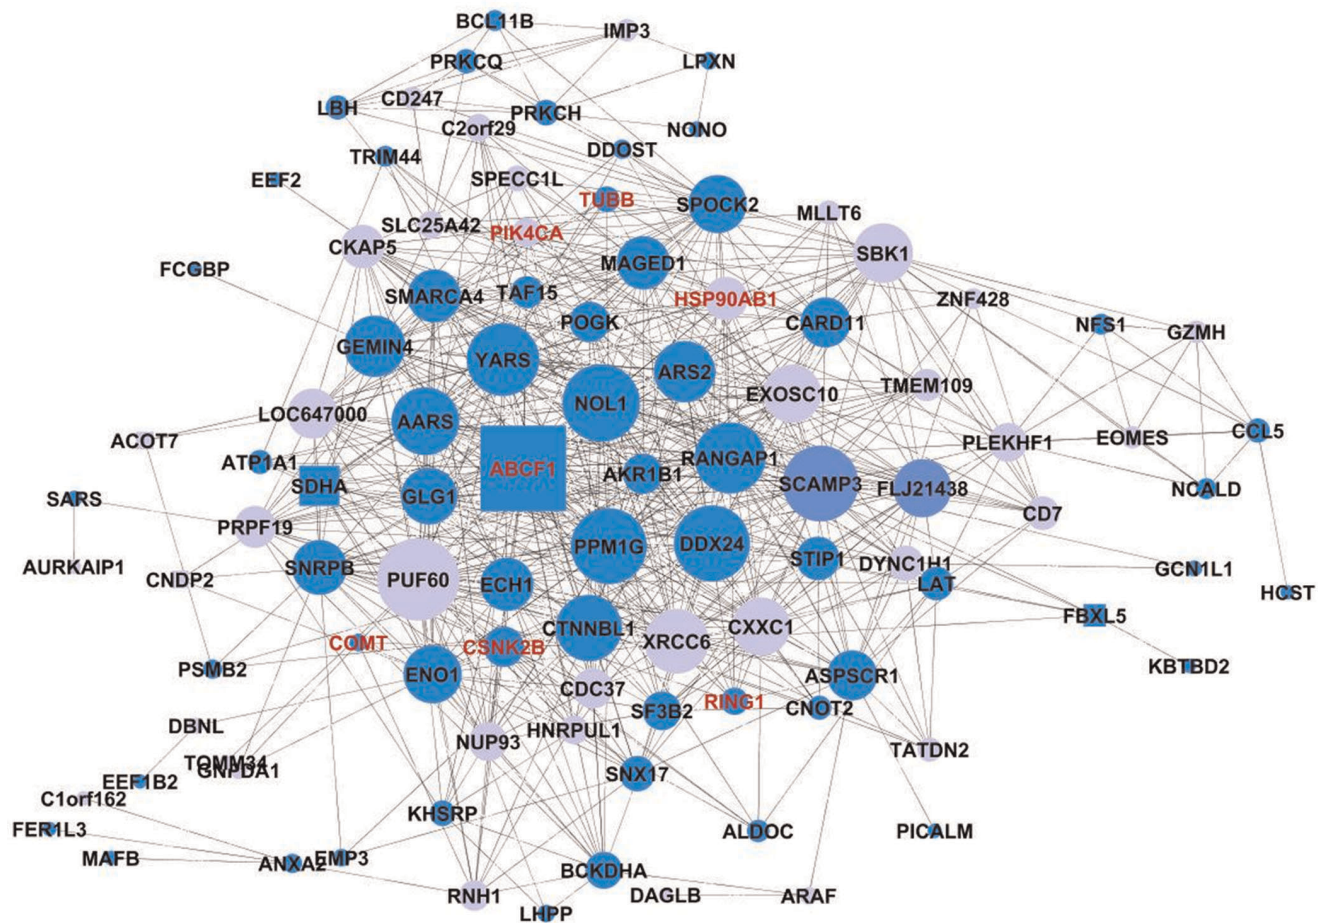 BCL11B
IMP3
PRKCQ
LPXN
CD247
LBH
PRKCH
C2orf29
NONO
DDOST
TRIM44
EEF2
SPECC1L
TUBB
SPOCK2
MLLT6
SLC25A42
PIK4CA
CKAP5
SBK1
FCGBP
MAGED1
SMARCA4
TAF15
HSP90AB1
ZNF428
POGK
CARD11
NFS1
GZMH
GEMIN4
YARS
ARS2
NOL1
EXOSC10
TMEM109
LOC647000
AARS
ACOT7
PLEKHF1
EOMES
CCL5
ATP1A1
ABCF1
AKR1B1
RANGAP1
SDHA
SCAMP3
FLJ21438
NCALD
GLG1
SARS
CD7
PRPF19
PPM1G
DDX24
STIP1
DYNC1H1
AURKAIP1
CNDP2
SNRPB
PUF60
ECH1
LAT
GCN1L1
HCST
FBXL5
CTNNBL1
XRCC6
CXXC1
COMT
CSNK2B
PSMB2
ENO1
ASPSCR1
KBTBD2
CDC37
RING1
CNOT2
SF3B2
DBNL
HNRPUL1
NUP93
TATDN2
TOMM34
GNPDA1
SNX17
EEF1B2
C1orf162
KHSRP
FER1L3
ALDOC
PICALM
MAFB
ANXA2
EMP3
BCKDHA
RNH1
DAGLB
ARAF
LHPP